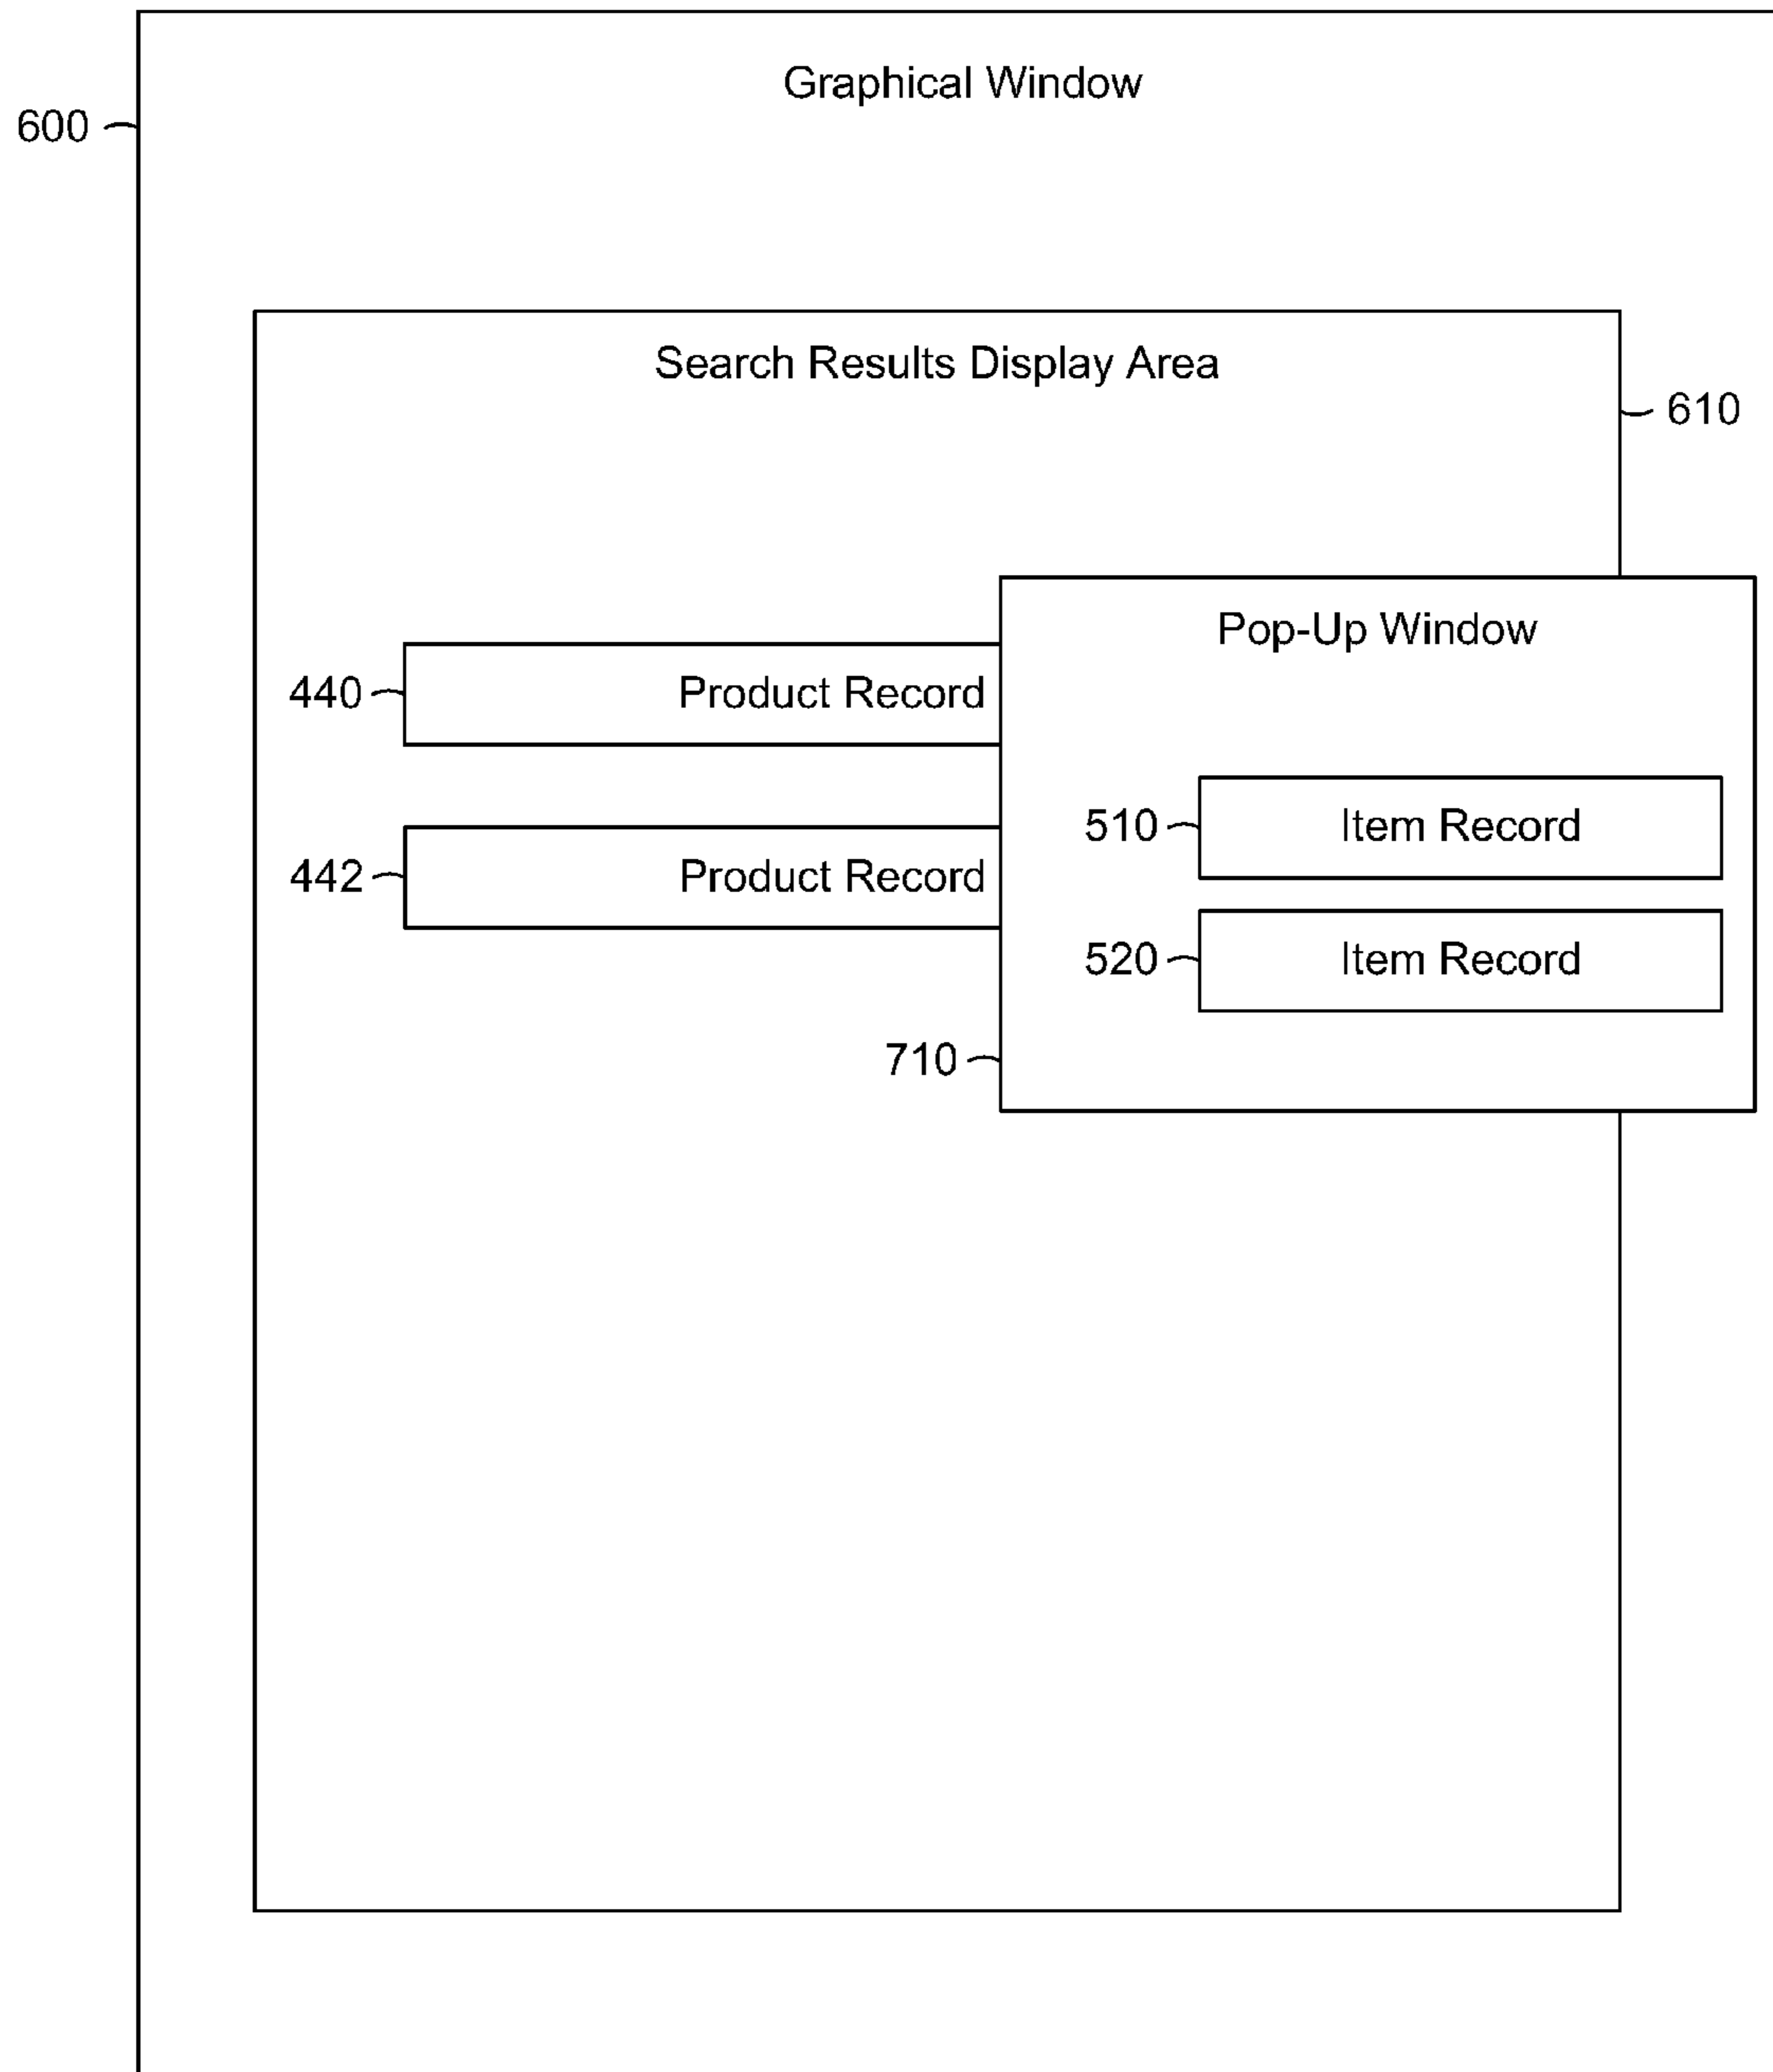 Graphical Window
600
Search Results Display Area
610
Pop-Up Window
440 Product Record
510 Item Record
442 Product Record
520 Item Record
710